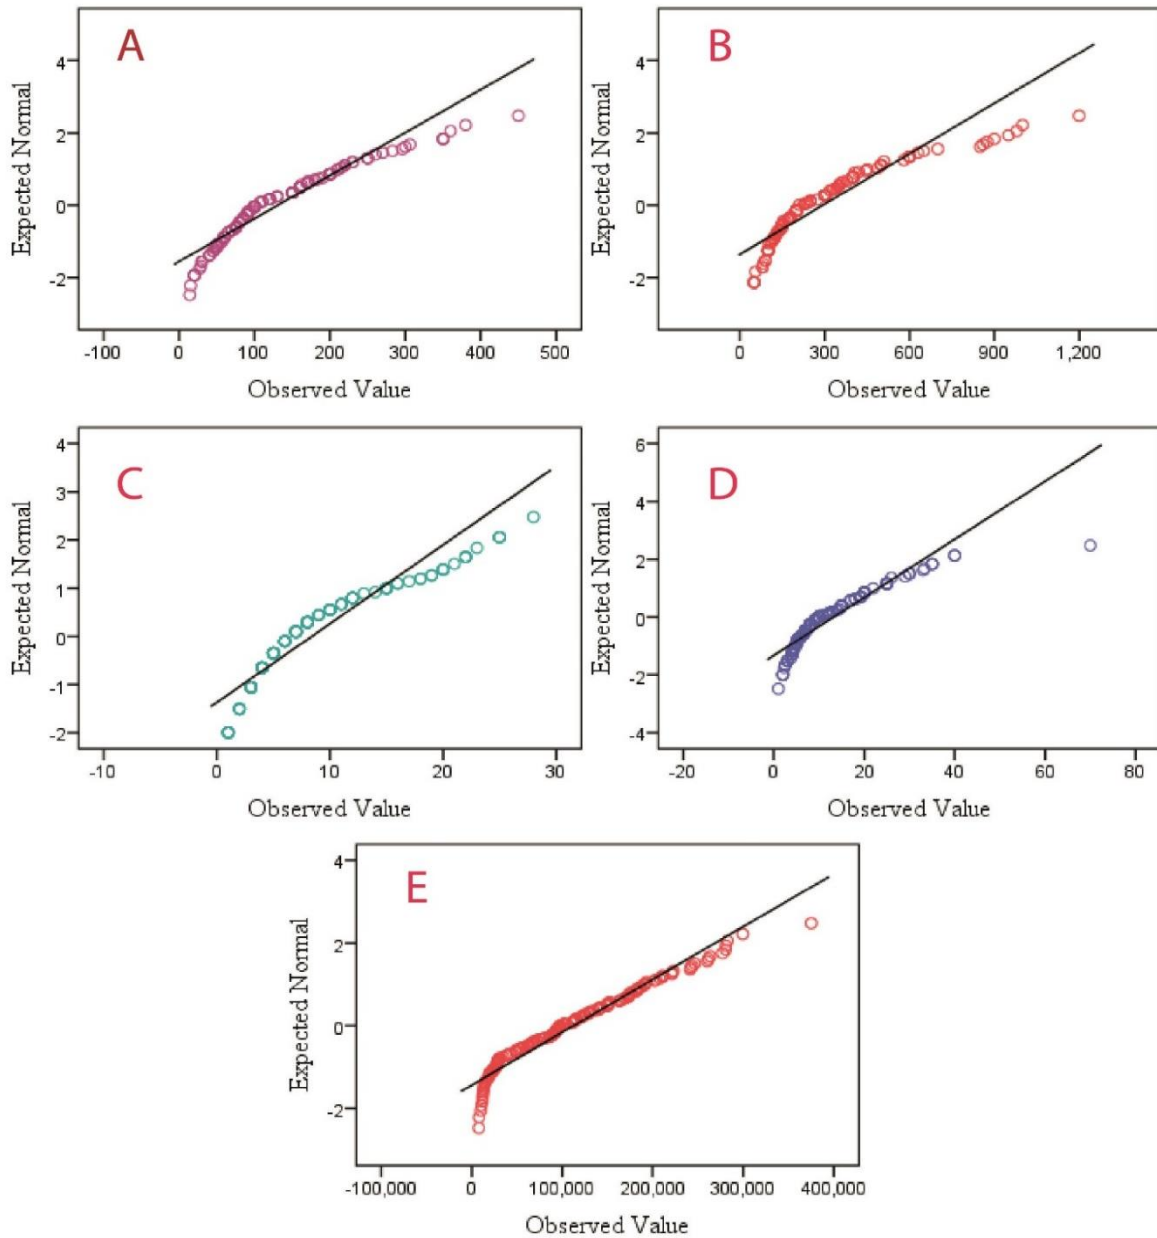 A
Expected Normal
4
2
0
-2
-100 0 100 200 300 400 500
Observed Value
B
Expected Normal
4
2
0
-2
0 300 600 900 1,200
Observed Value
C
Expected Normal
4
3
2
1
0
-1
-2
-10 0 10 20 30
Observed Value
D
Expected Normal
6
4
2
0
-2
-4
-20 0 20 40 60 80
Observed Value
E
Expected Normal
4
2
0
-2
-100,000 0 100,000 200,000 300,000 400,000
Observed Value